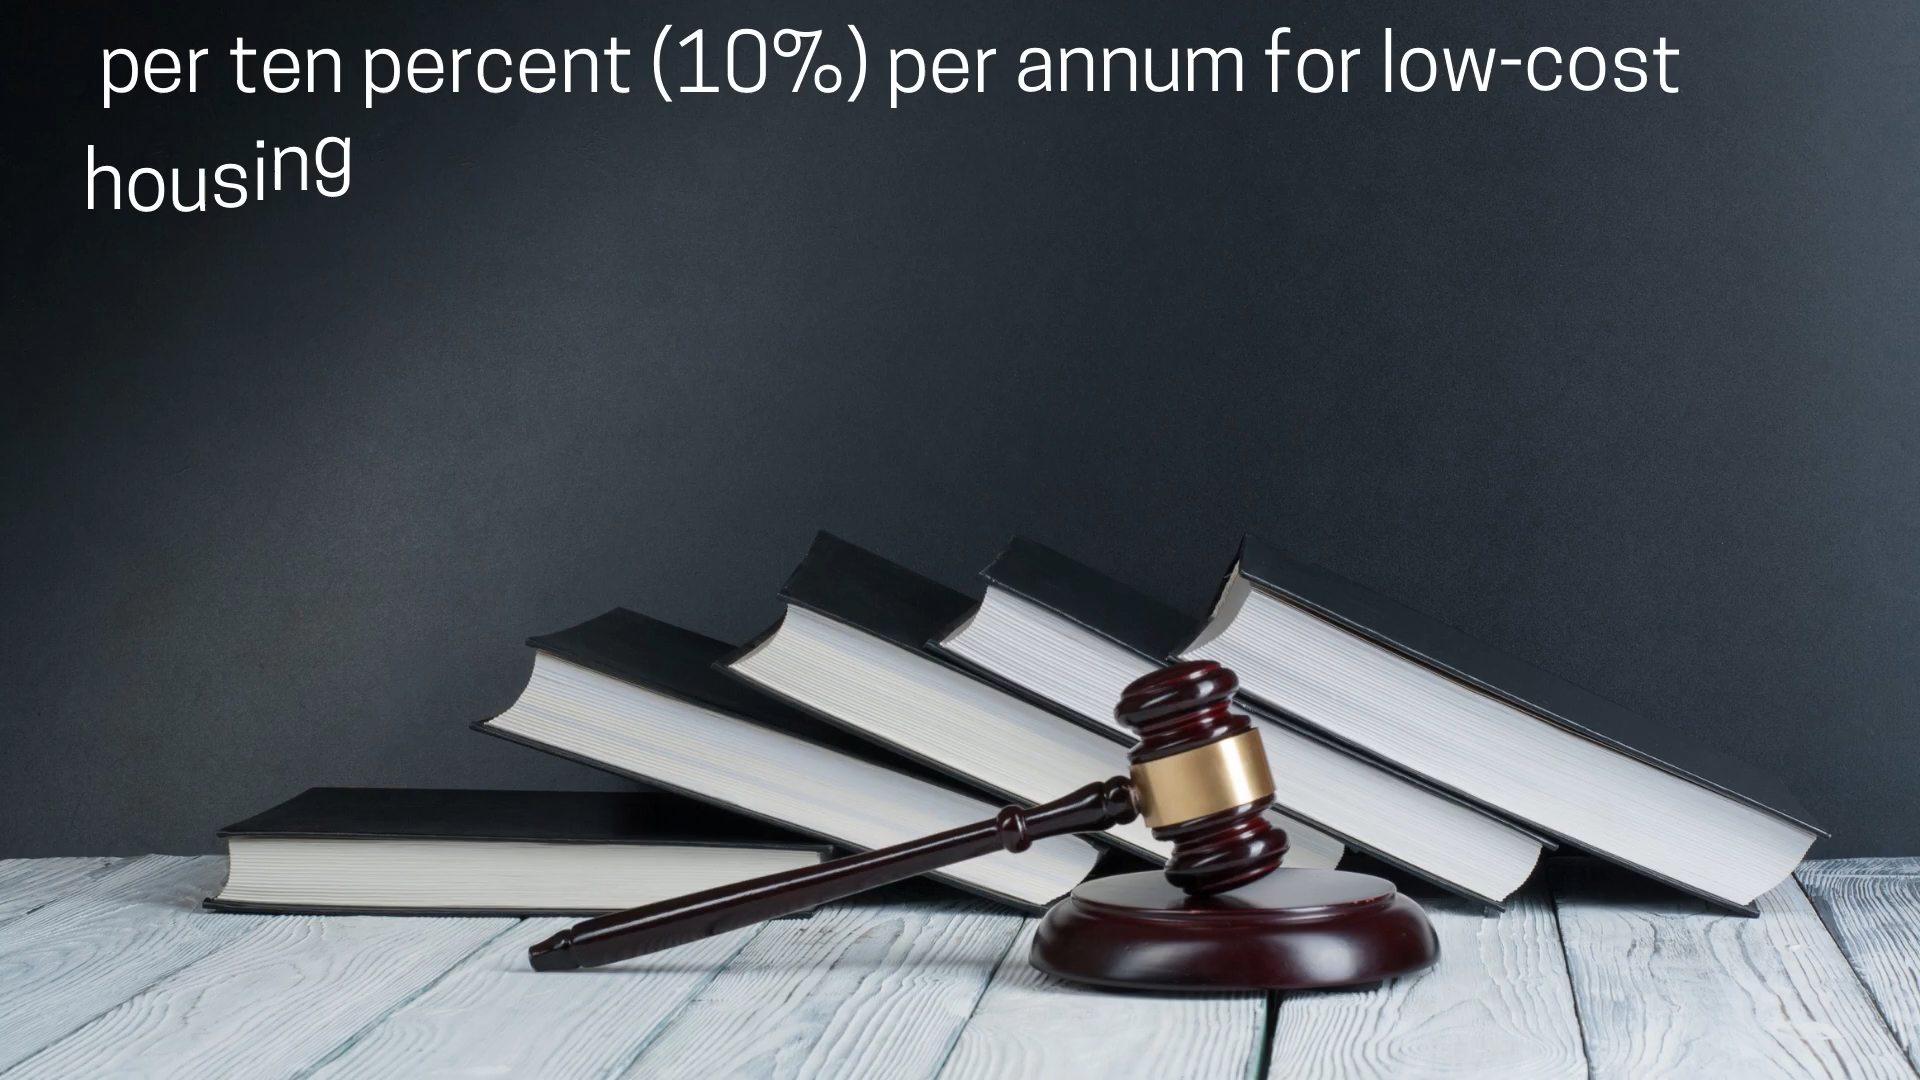 per ten percent (10%) per annum for low-cost
housing